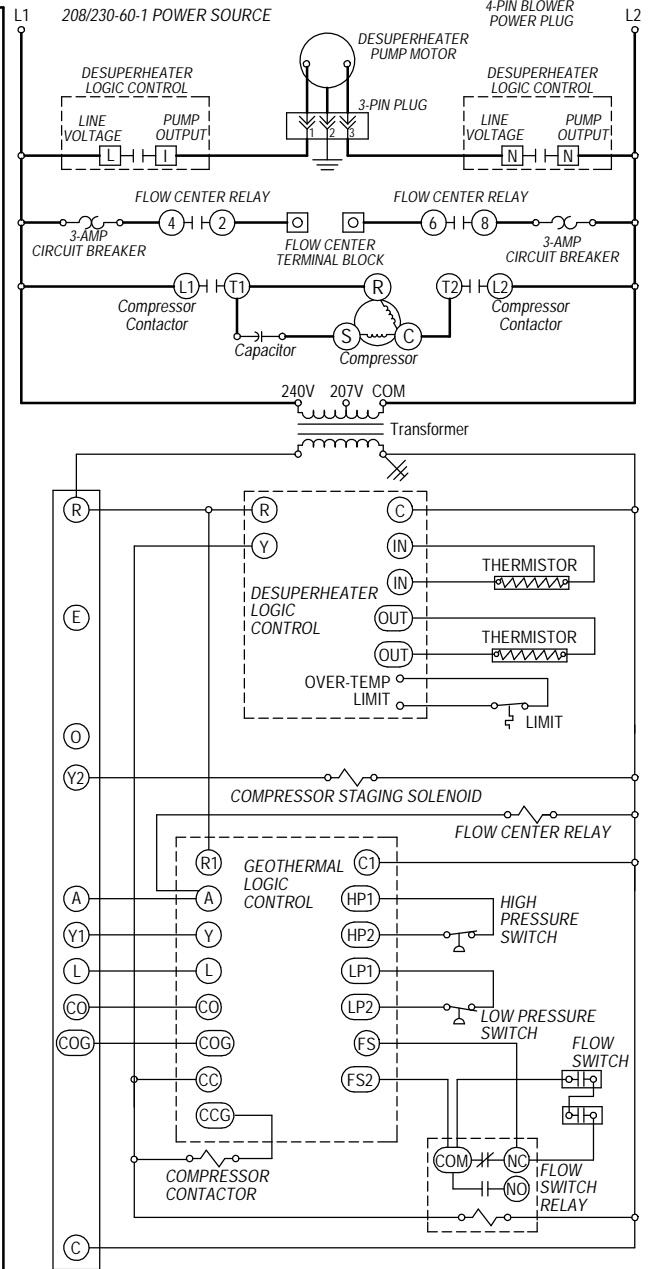 4-PIN BLOWER
POWER PLUG
L1
208/230-60-1 POWER SOURCE
L2
DESUPERHEATER
PUMP MOTOR
DESUPERHEATER
LOGIC CONTROL
DESUPERHEATER
LOGIC CONTROL
3-PIN PLUG
LINE
VOLTAGE
PUMP
OUTPUT
1 2 3
LINE
VOLTAGE
PUMP
OUTPUT
L I
N N
FLOW CENTER RELAY
FLOW CENTER RELAY
4 2
6 8
3-AMP
CIRCUIT BREAKER
FLOW CENTER
TERMINAL BLOCK
3-AMP
CIRCUIT BREAKER
L1 T1
R
T2 L2
Compressor
Contactor
Compressor
Contactor
S C
Capacitor
Compressor
240V 207V COM
Transformer
R
R
C
Y
IN
THERMISTOR
IN
DESUPERHEATER
LOGIC
CONTROL
E
OUT
THERMISTOR
OUT
OVER-TEMP
LIMIT
LIMIT
O
Y2
COMPRESSOR STAGING SOLENOID
FLOW CENTER RELAY
R1
GEOTHERMAL
LOGIC
CONTROL
C1
A
A
HP1
HIGH
PRESSURE
SWITCH
Y1
Y
HP2
L
L
LP1
CO
CO
LP2
LOW PRESSURE
SWITCH
COG
COG
FS
FLOW
SWITCH
CC
FS2
CCG
COMPRESSOR
CONTACTOR
COM
NC
NO
FLOW
SWITCH
RELAY
C